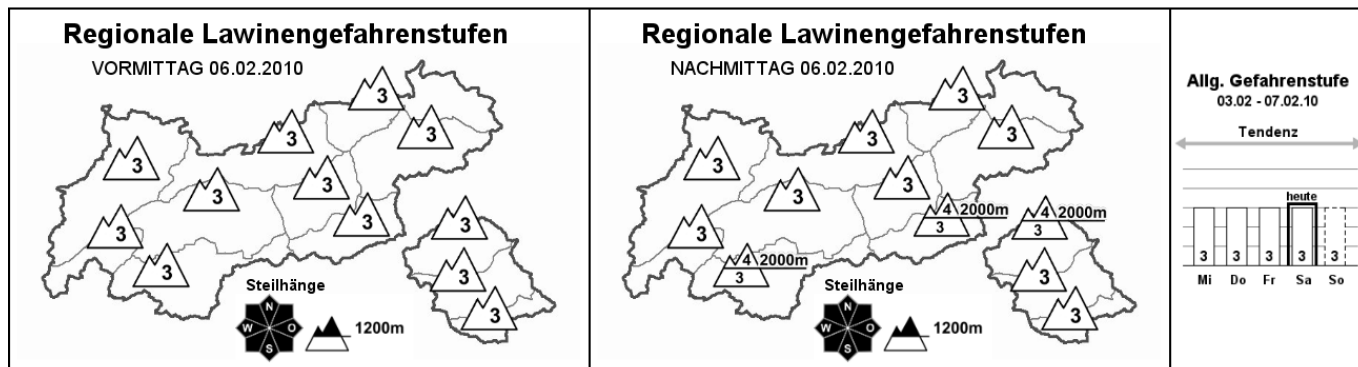 Regionale Lawinengefahrenstufen
VORMITTAG 06.02.2010
3
3
3
3
3
3
3
3
3
3
3
3
3
Steilhänge
N
W O
S
1200m
Regionale Lawinengefahrenstufen
NACHMITTAG 06.02.2010
3
3
3
3
3
3
4 2000m
3
4 2000m
3
3
4 2000m
3
3
3
Steilhänge
N
W O
S
1200m
Allg. Gefahrenstufe
03.02 - 07.02.10
Tendenz
heute
3 3 3 3 3
Mi Do Fr Sa So